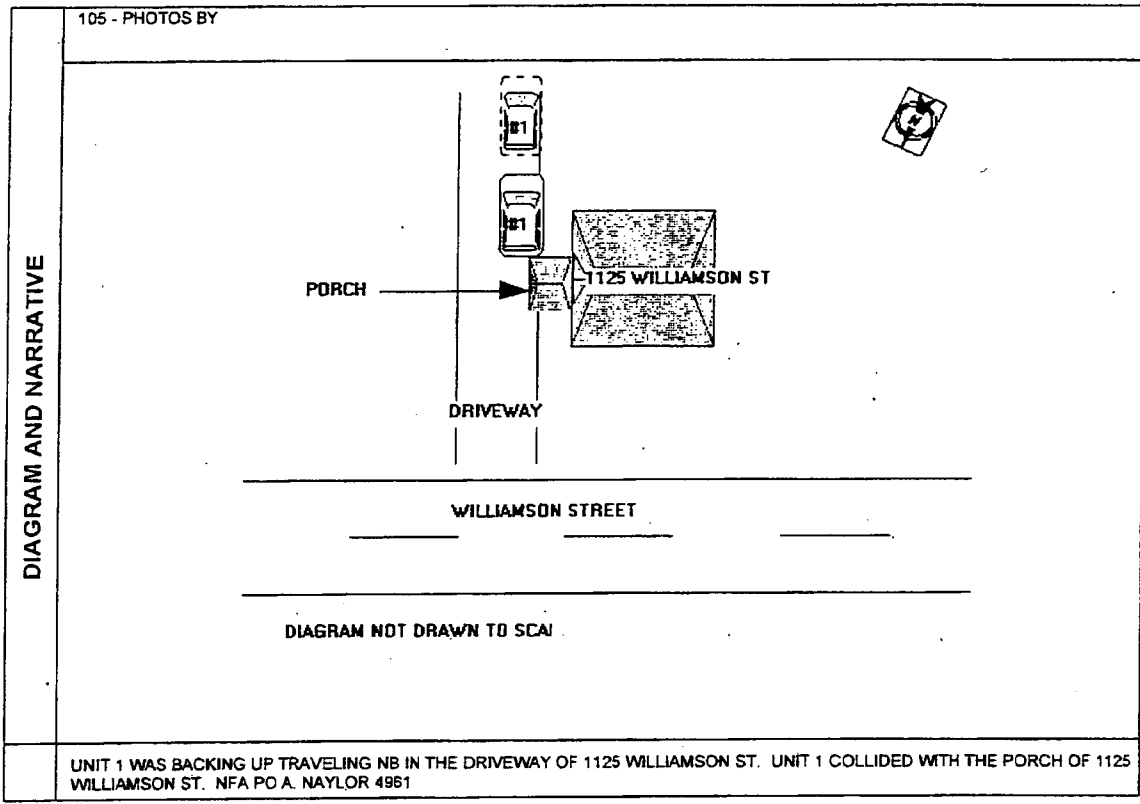 105 - PHOTOS BY
#1
#1
1125 WILLIAMSON ST
PORCH
DRIVEWAY
WILLIAMSON STREET
DIAGRAM NOT DRAWN TO SCAL
DIAGRAM AND NARRATIVE
UNIT 1 WAS BACKING UP TRAVELING NB IN THE DRIVEWAY OF 1125 WILLIAMSON ST. UNIT 1 COLLIDED WITH THE PORCH OF 1125
WILLIAMSON ST. NFA PO A. NAYLOR 4961